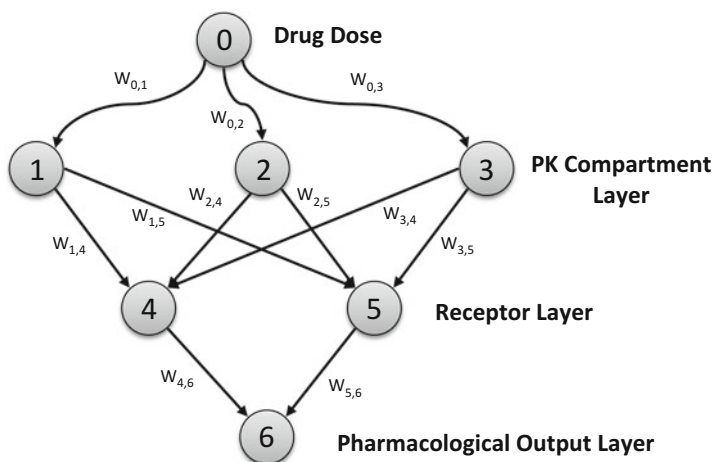 0 Drug Dose
W0,1
W0,2
W0,3
1 2 3 PK Compartment
Layer
W1,4
W1,5
W2,4
W2,5
W3,4
W3,5
4 5 Receptor Layer
W4,6
W5,6
6 Pharmacological Output Layer